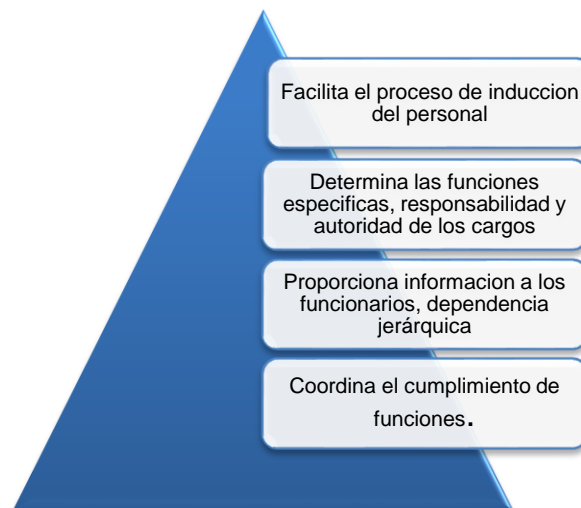 Facilita el proceso de induccion
del personal
Determina las funciones
especificas, responsabilidad y
autoridad de los cargos
Proporciona informacion a los
funcionarios, dependencia
jerárquica
Coordina el cumplimiento de
funciones.